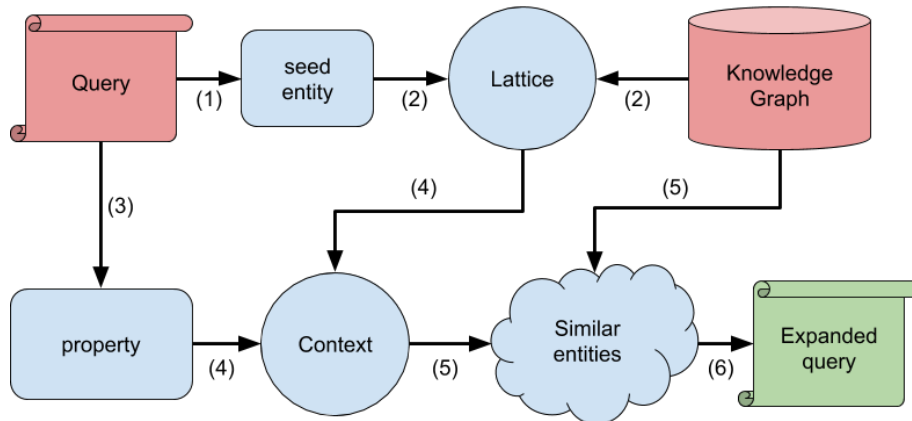 Query
(1)
seed
entity
(2)
Lattice
(2)
Knowledge
Graph
(3)
(4)
(5)
property
(4)
Context
(5)
Similar
entities
(6)
Expanded
query